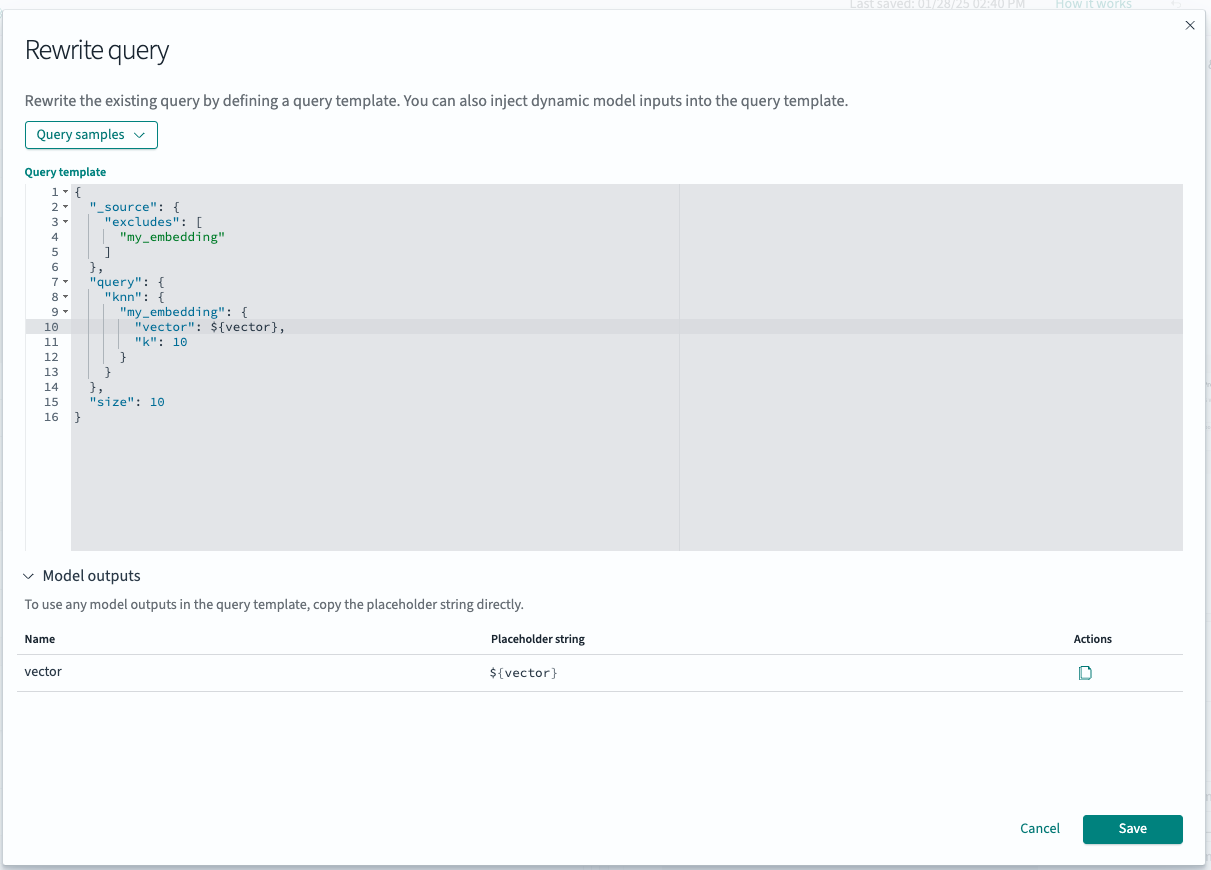 Last saved: 01/28/25 02:40 PM How it works
Rewrite query
Rewrite the existing query by defining a query template. You can also inject dynamic model inputs into the query template.
Query samples
Query template
1 {
2 "_source": {
3 "excludes": [
4 "my_embedding"
5 ]
6 },
7 "query": {
8 "knn": {
9 "my_embedding": {
10 "vector": ${vector},
11 "k": 10
12 }
13 }
14 },
15 "size": 10
16 }
Model outputs
To use any model outputs in the query template, copy the placeholder string directly.
Name Placeholder string Actions
vector ${vector}
Cancel Save